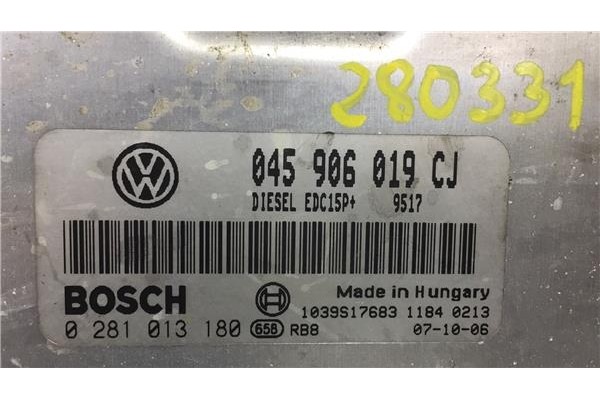 280331
045 906 019 CJ
DIESEL EDC15P+ 9517
BOSCH
Made in Hungary
1039S17683 1184 0213
0 281 013 180 658 RB8 07-10-06